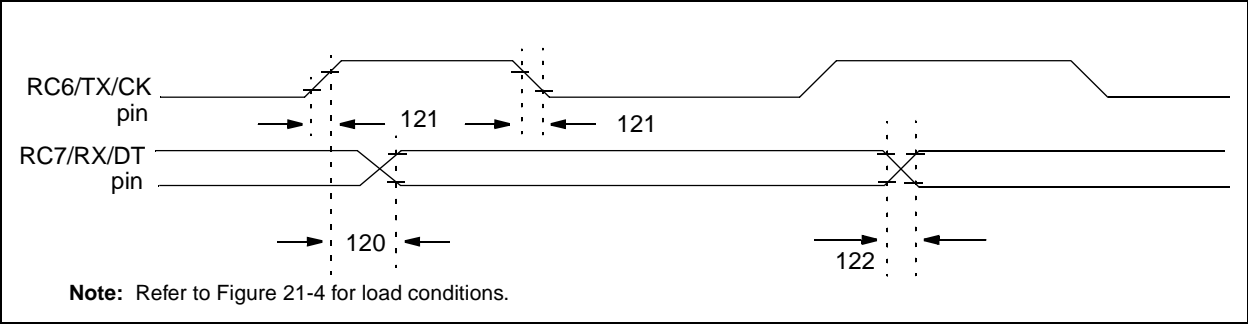 RC6/TX/CK
pin
121
121
RC7/RX/DT
pin
120
122
Note: Refer to Figure 21-4 for load conditions.